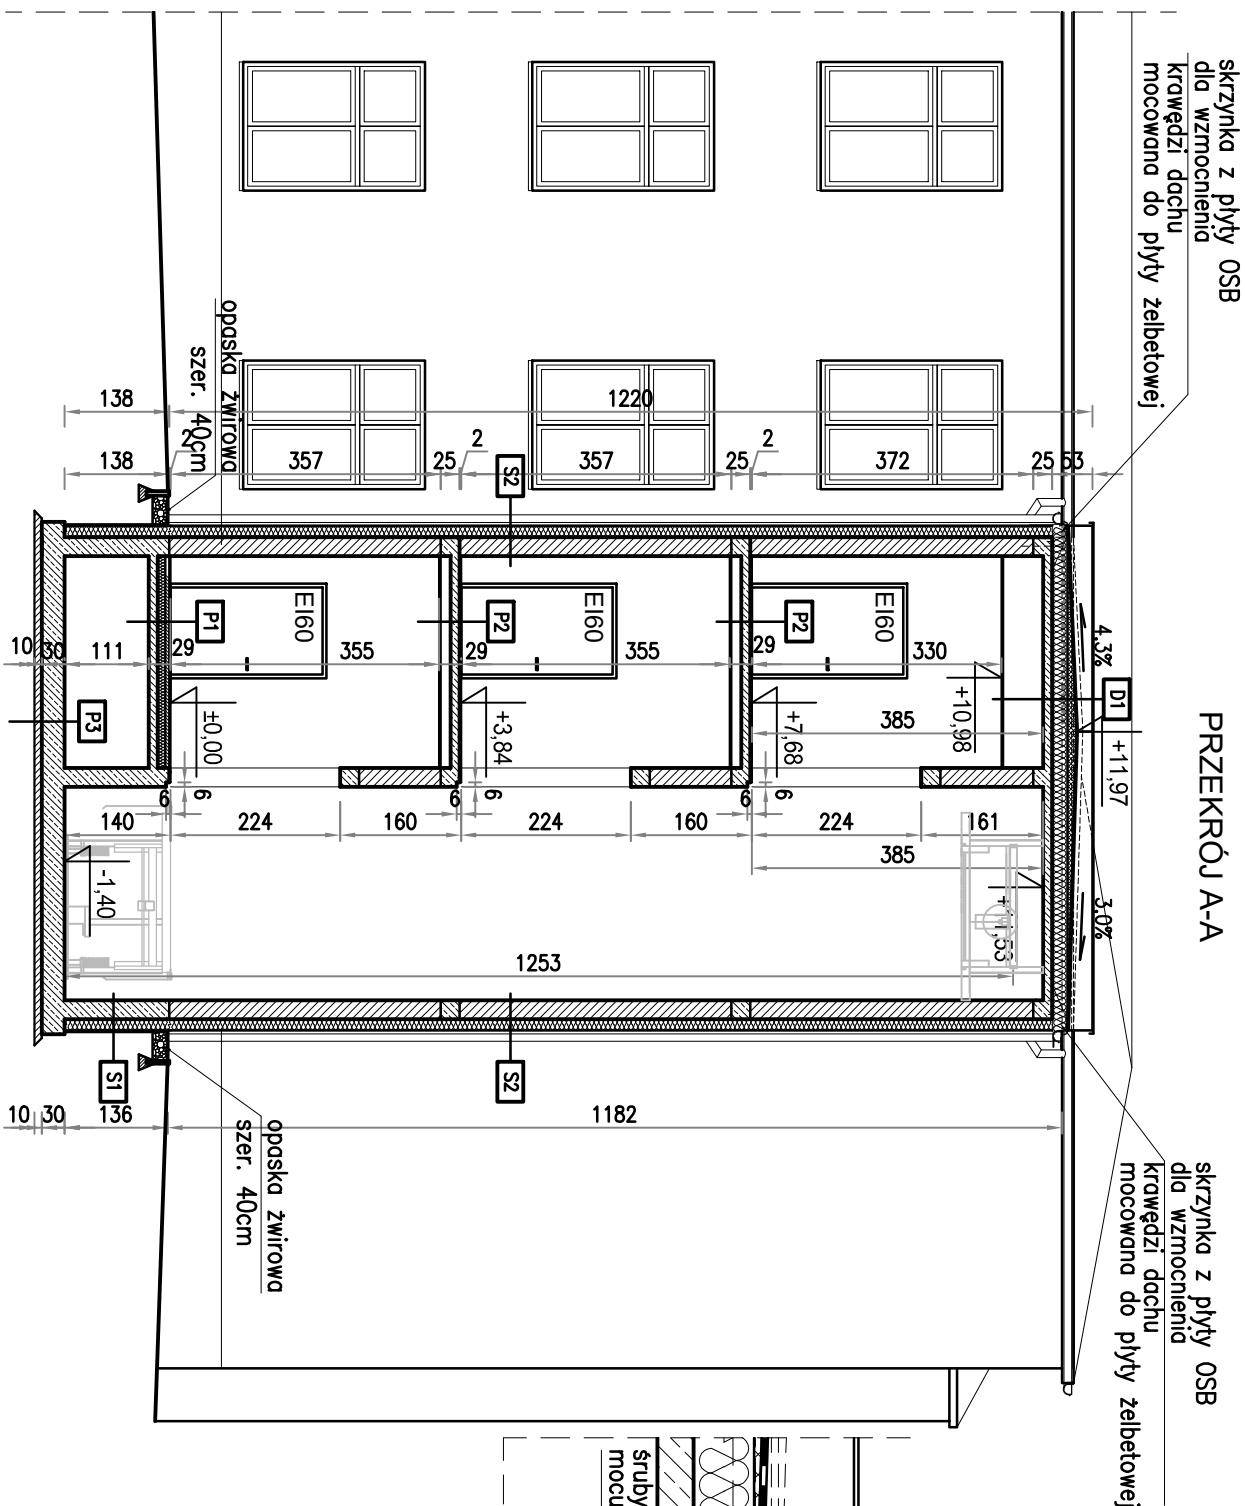 PRZEKRÓJ A-A
skrzynka z płyty OSB
dla wzmocnienia
krawędzi dachu
mocowana do płyty żelbetowej
skrzynka z płyty OSB
dla wzmocnienia
krawędzi dachu
mocowana do płyty żelbetowej
opaska żwirowa
szer. 40cm
opaska żwirowa
szer. 40cm
138
1220
138
2
357
25
2
357
25
2
372
25
53
S2
P1
EI60
P2
EI60
P2
EI60
D1
4,3%
3,0%
+11,97
10
30
111
29
355
29
355
29
330
P3
±0,00
+3,84
+7,68
+10,98
385
6
9
6
9
6
9
140
224
160
224
160
224
161
385
-1,40
1253
S1
S2
10
30
136
1182
śruby